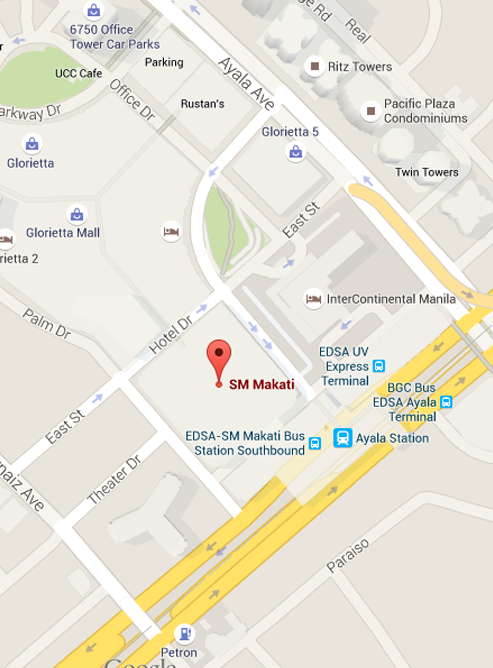 ge Rd
Real
6750 Office
Tower Car Parks
Parking
UCC Cafe
Ayala Ave
Ritz Towers
Office Dr
Rustan's
Pacific Plaza
Condominiums
arkway Dr
Glorietta 5
Glorietta
Twin Towers
Glorietta Mall
East St
rietta 2
InterContinental Manila
Palm Dr
Hotel Dr
EDSA UV
Express
Terminal
SM Makati
BGC Bus
EDSA Ayala
Terminal
East St
EDSA-SM Makati Bus
Station Southbound
Ayala Station
Theater Dr
rnaiz Ave
Paraiso
Petron
Google